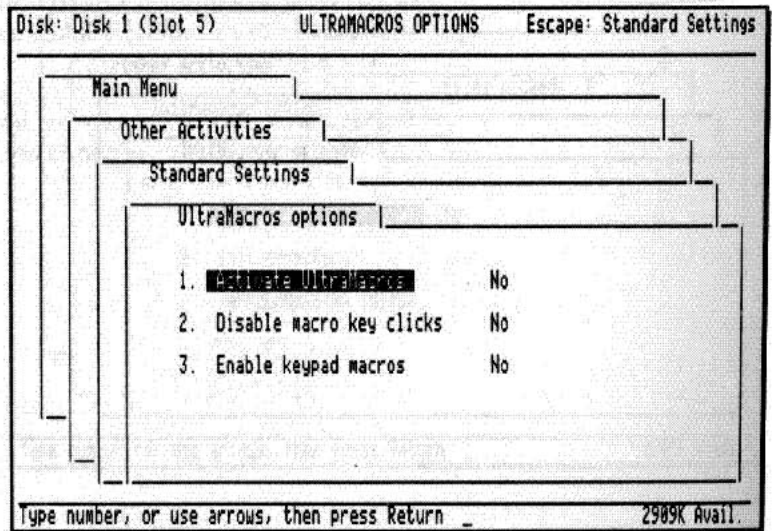 Disk: Disk 1 (Slot 5) ULTRAMACROS OPTIONS Escape: Standard Settings
Main Menu
Other Activities
Standard Settings
UltraMacros options
1. Activate UltraMacros No
2. Disable macro key clicks No
3. Enable keypad macros No
Type number, or use arrows, then press Return _ 2909K Avail.